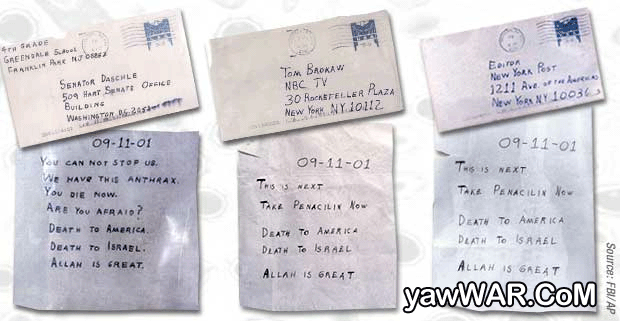 4TH GRADE
GREENDALE SCHOOL
FRANKLIN PARK NJ 08852
SENATOR DASCHLE
509 HART SENATE OFFICE
BUILDING
WASHINGTON D.C.
TOM BROKAW
NBC TV
30 ROCKEFELLER PLAZA
NEW YORK NY 10112
EDITOR
NEW YORK POST
1211 AVE. OF THE AMERICAS
NEW YORK NY 10036
09-11-01
YOU CAN NOT STOP US.
WE HAVE THIS ANTHRAX.
YOU DIE NOW.
ARE YOU AFRAID?
DEATH TO AMERICA.
DEATH TO ISRAEL.
ALLAH IS GREAT.
09-11-01
THIS IS NEXT
TAKE PENACILIN NOW
DEATH TO AMERICA
DEATH TO ISRAEL
ALLAH IS GREAT
09-11-01
THIS IS NEXT
TAKE PENACILIN NOW
DEATH TO AMERICA
DEATH TO ISRAEL
ALLAH IS GREAT
Source: FBI/AP
yawWAR.CoM